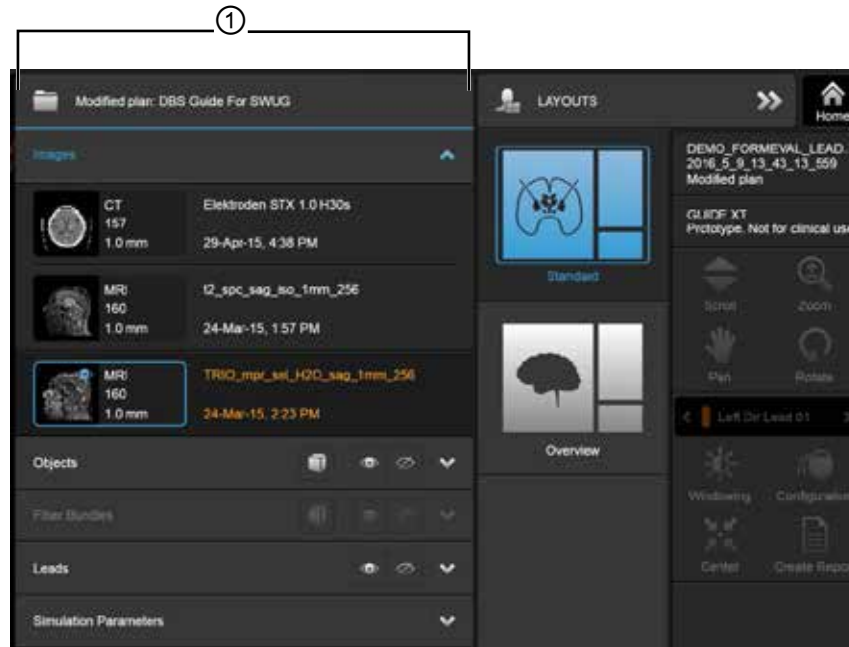 1
Modified plan: DBS Guide For SWUG
Images
CT
157
1.0 mm
Elektroden STX 1.0 H30s
29-Apr-15, 4:38 PM
MRI
160
1.0 mm
t2_spc_sag_iso_1mm_256
24-Mar-15, 1:57 PM
MRI
160
1.0 mm
24-Mar-15, 2:23 PM
Objects
Fiber Bundles
Leads
Simulation Parameters
LAYOUTS
Standard
Overview
Home
DEMO_FORMEVAL_LEAD
2016_5_9_13_43_13_559
Modified plan
GUIDE XT
Prototype. Not for clinical use
Scroll
Zoom
Pan
Rotate
Left Dir Lead 01
Windowing
Configuration
Center
Create Repo